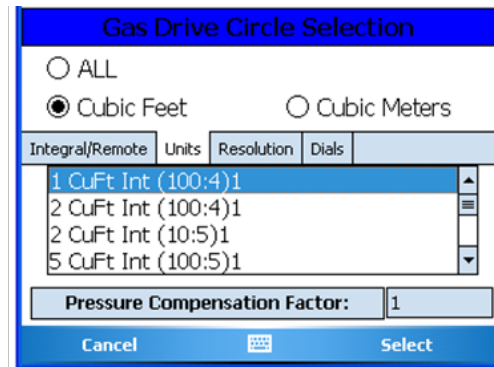 Gas Drive Circle Selection
ALL
Cubic Feet Cubic Meters
Integral/Remote Units Resolution Dials
1 CuFt Int (100:4)1
2 CuFt Int (100:4)1
2 CuFt Int (10:5)1
5 CuFt Int (100:5)1
Pressure Compensation Factor: 1
Cancel Select